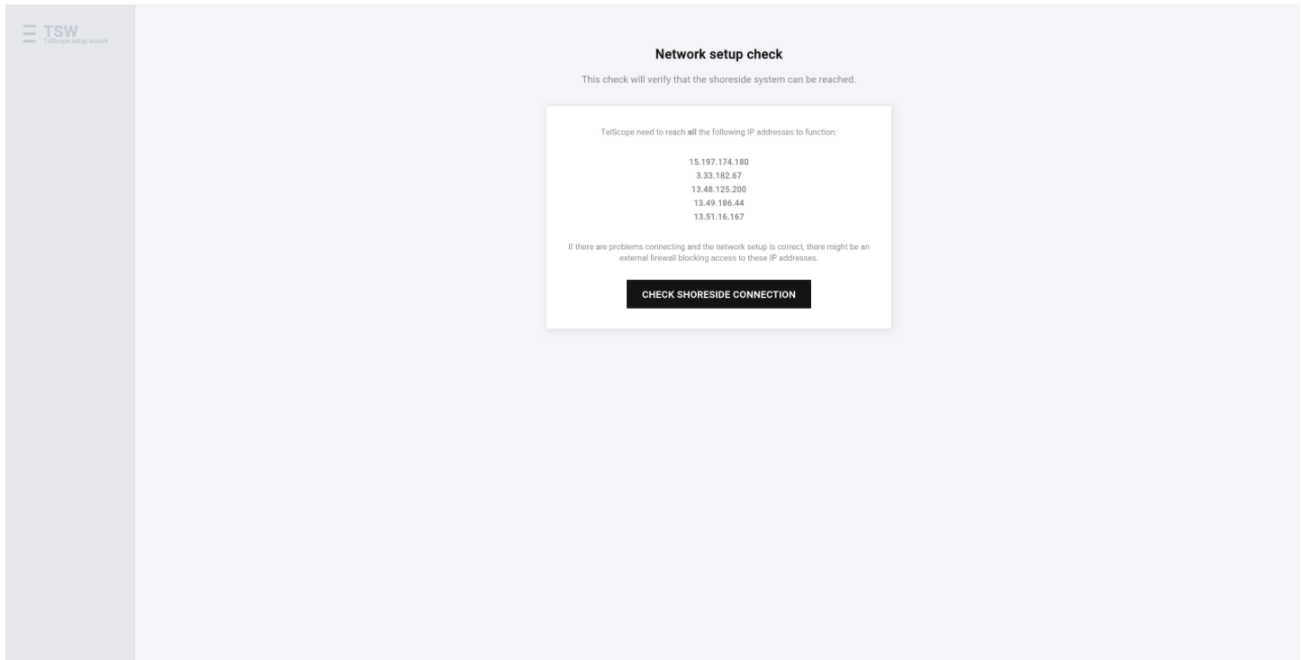 TSW
TelScope setup wizard
Network setup check
This check will verify that the shoreside system can be reached.
TelScope need to reach all the following IP addresses to function:
15.197.174.180
3.33.182.67
13.48.125.200
13.49.186.44
13.51.16.167
If there are problems connecting and the network setup is correct, there might be an
external firewall blocking access to these IP addresses.
CHECK SHORESIDE CONNECTION